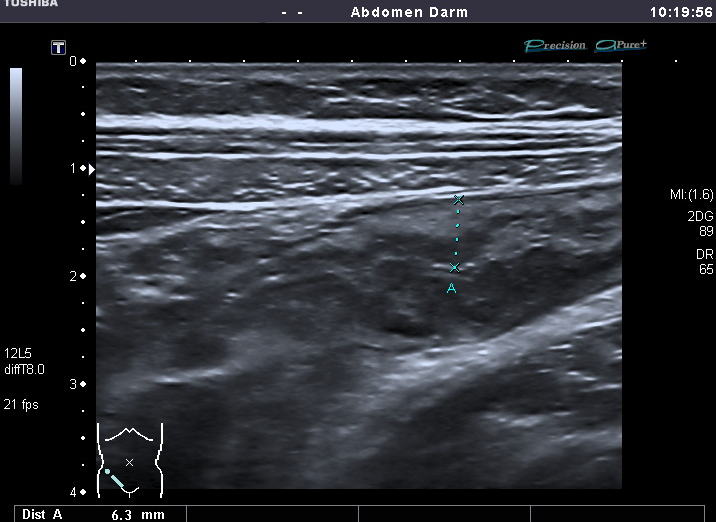 TOSHIBA
- -
Abdomen Darm
10:19:56
T
Precision
APure+
0
1
2
3
4
MI:(1.6)
2DG
89
DR
65
12L5
diffT8.0
21 fps
A
Dist A 6.3 mm